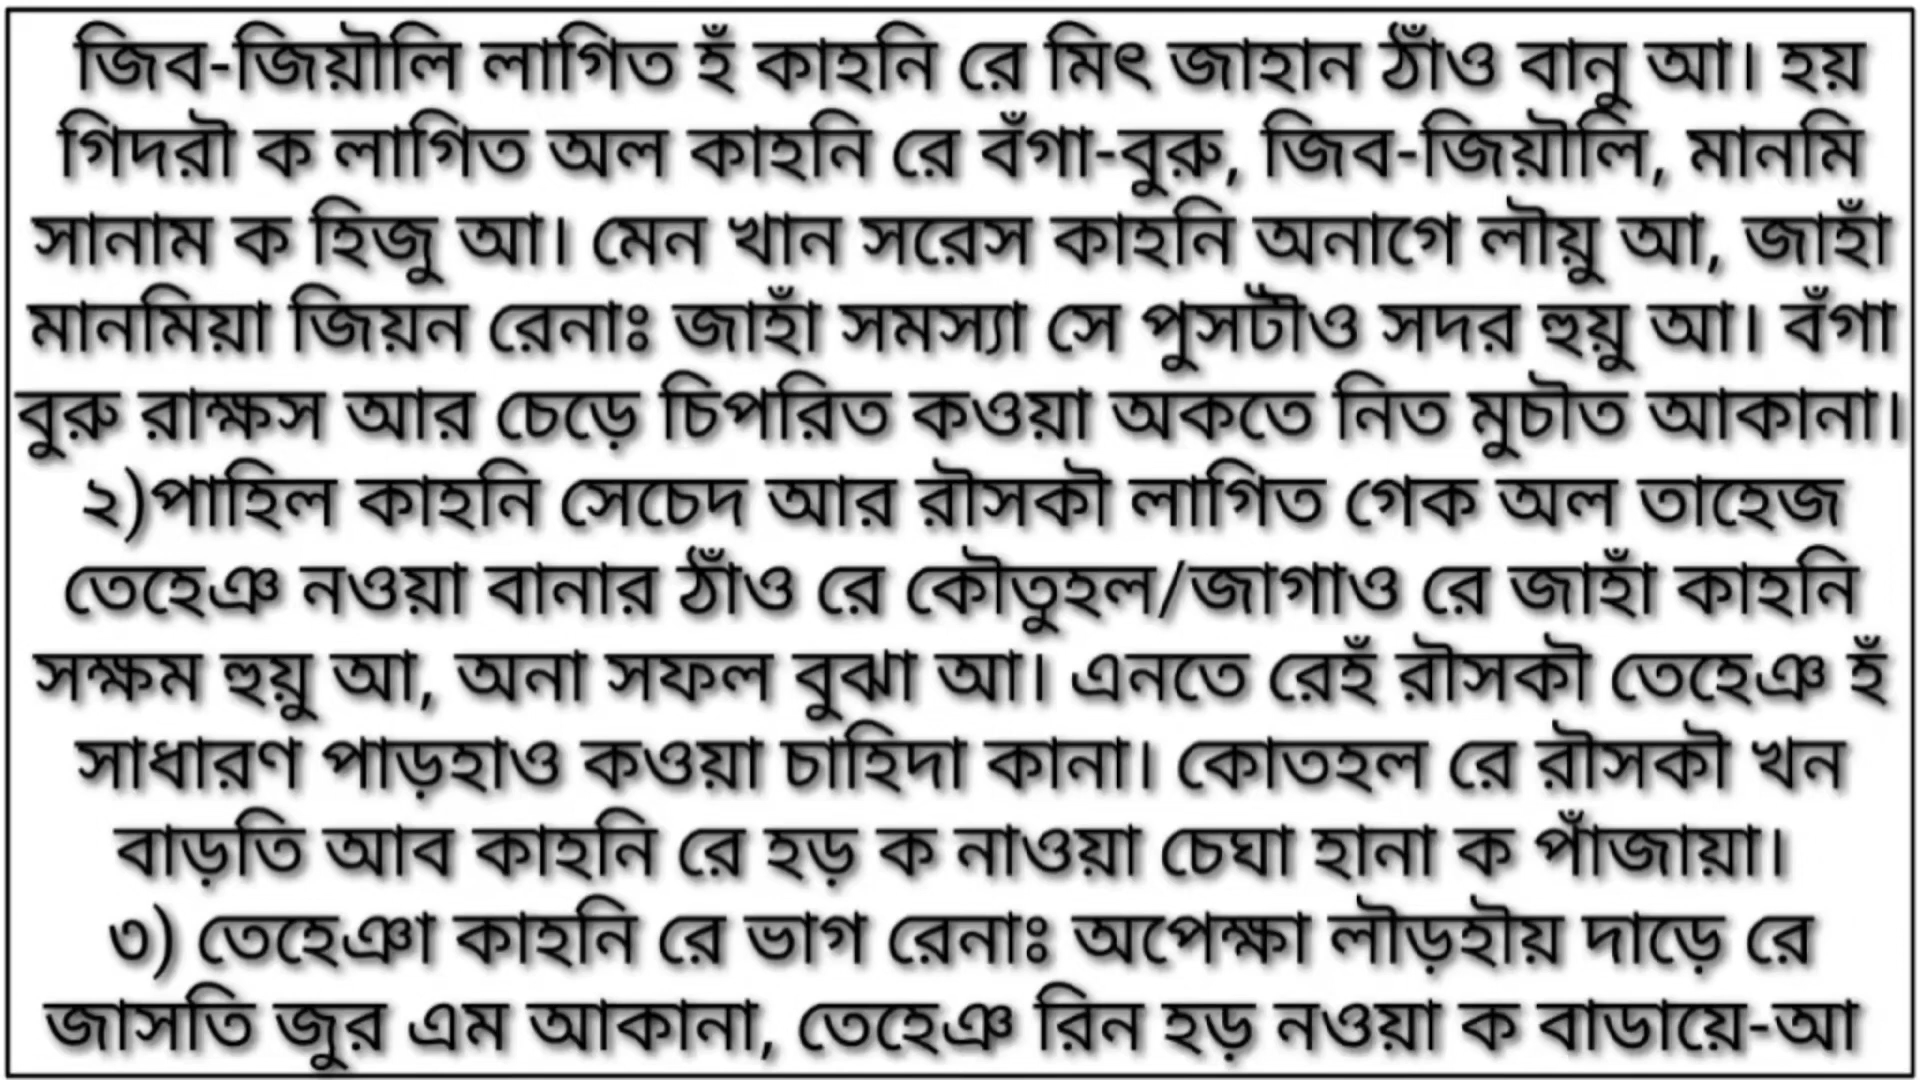 জিব-জিয়ৗলি লাগিত হঁ কাহনি রে মিৎ জাহান ঠাঁও বানু আ। হয়
গিদরৗ ক লাগিত অল কাহনি রে বঁগা-বুরু, জিব-জিয়ৗলি, মানমি
সানাম ক হিজু আ। মেন খান সরেস কাহনি অনাগে লৗয়ু আ, জাহাঁ
মানমিয়া জিয়ন রেনাঃ জাহাঁ সমস্যা সে পুসটৗও সদর হুয়ু আ। বঁগা
বুরু রাক্ষস আর চেড়ে চিপরিত কওয়া অকতে নিত মুচৗত আকানা।
২)পাহিল কাহনি সেচেদ আর রৗসকৗ লাগিত গেক অল তাহেজ
তেহেঞ নওয়া বানার ঠাঁও রে কৌতুহল/জাগাও রে জাহাঁ কাহনি
সক্ষম হুয়ু আ, অনা সফল বুঝা আ। এনতে রেহঁ রৗসকৗ তেহেঞ হঁ
সাধারণ পাড়হাও কওয়া চাহিদা কানা। কোতহল রে রৗসকৗ খন
বাড়তি আব কাহনি রে হড় ক নাওয়া চেঘা হানা ক পাঁজায়া।
৩) তেহেঞা কাহনি রে ভাগ রেনাঃ অপেক্ষা লৗড়হৗয় দাড়ে রে
জাসতি জুর এম আকানা, তেহেঞ রিন হড় নওয়া ক বাডায়ে-আ